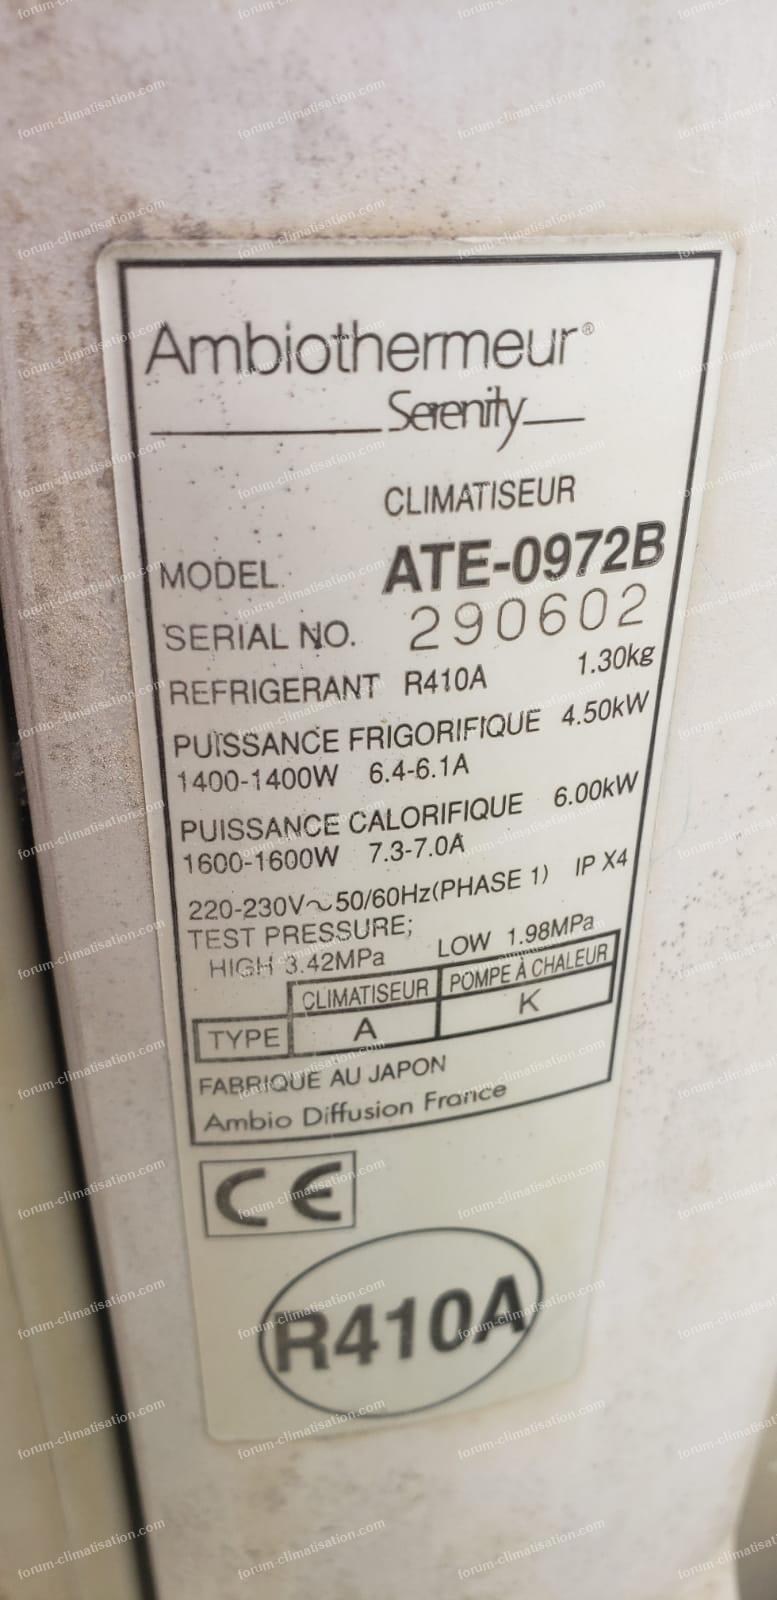 Ambiothermeur®
Serenity
CLIMATISEUR
MODEL ATE-0972B
SERIAL NO. 290602
REFRIGERANT R410A 1.30kg
PUISSANCE FRIGORIFIQUE 4.50kW
1400-1400W 6.4-6.1A
PUISSANCE CALORIFIQUE 6.00kW
1600-1600W 7.3-7.0A
220-230V～50/60Hz(PHASE 1) IP X4
TEST PRESSURE;
HIGH 3.42MPa LOW 1.98MPa
CLIMATISEUR POMPE À CHALEUR
TYPE A K
FABRIQUE AU JAPON
Ambio Diffusion France
CE
R410A
forum-climatisation.com